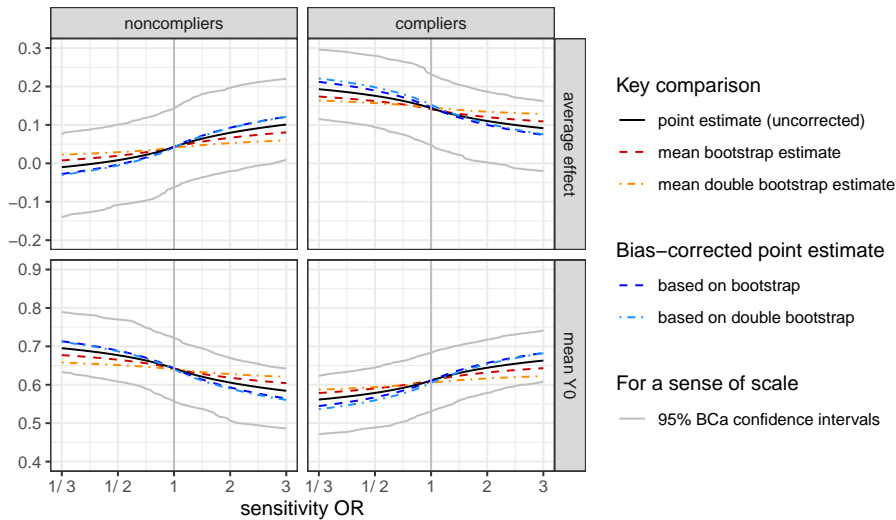 noncompliers
compliers
0.3
0.2
0.1
0.0
−0.1
−0.2
average effect
0.9
0.8
0.7
0.6
0.5
0.4
mean Y0
1/ 3
1/ 2
1
2
3
1/ 3
1/ 2
1
2
3
sensitivity OR
Key comparison
point estimate (uncorrected)
mean bootstrap estimate
mean double bootstrap estimate
Bias−corrected point estimate
based on bootstrap
based on double bootstrap
For a sense of scale
95% BCa confidence intervals